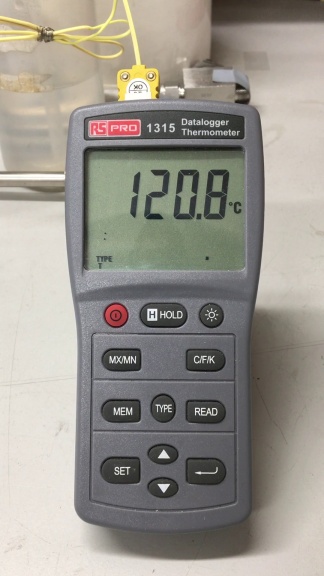 RS PRO 1315 Datalogger
Thermometer
120.8 °C
TYPE
T
H HOLD
MX/MN C/F/K
MEM TYPE READ
SET